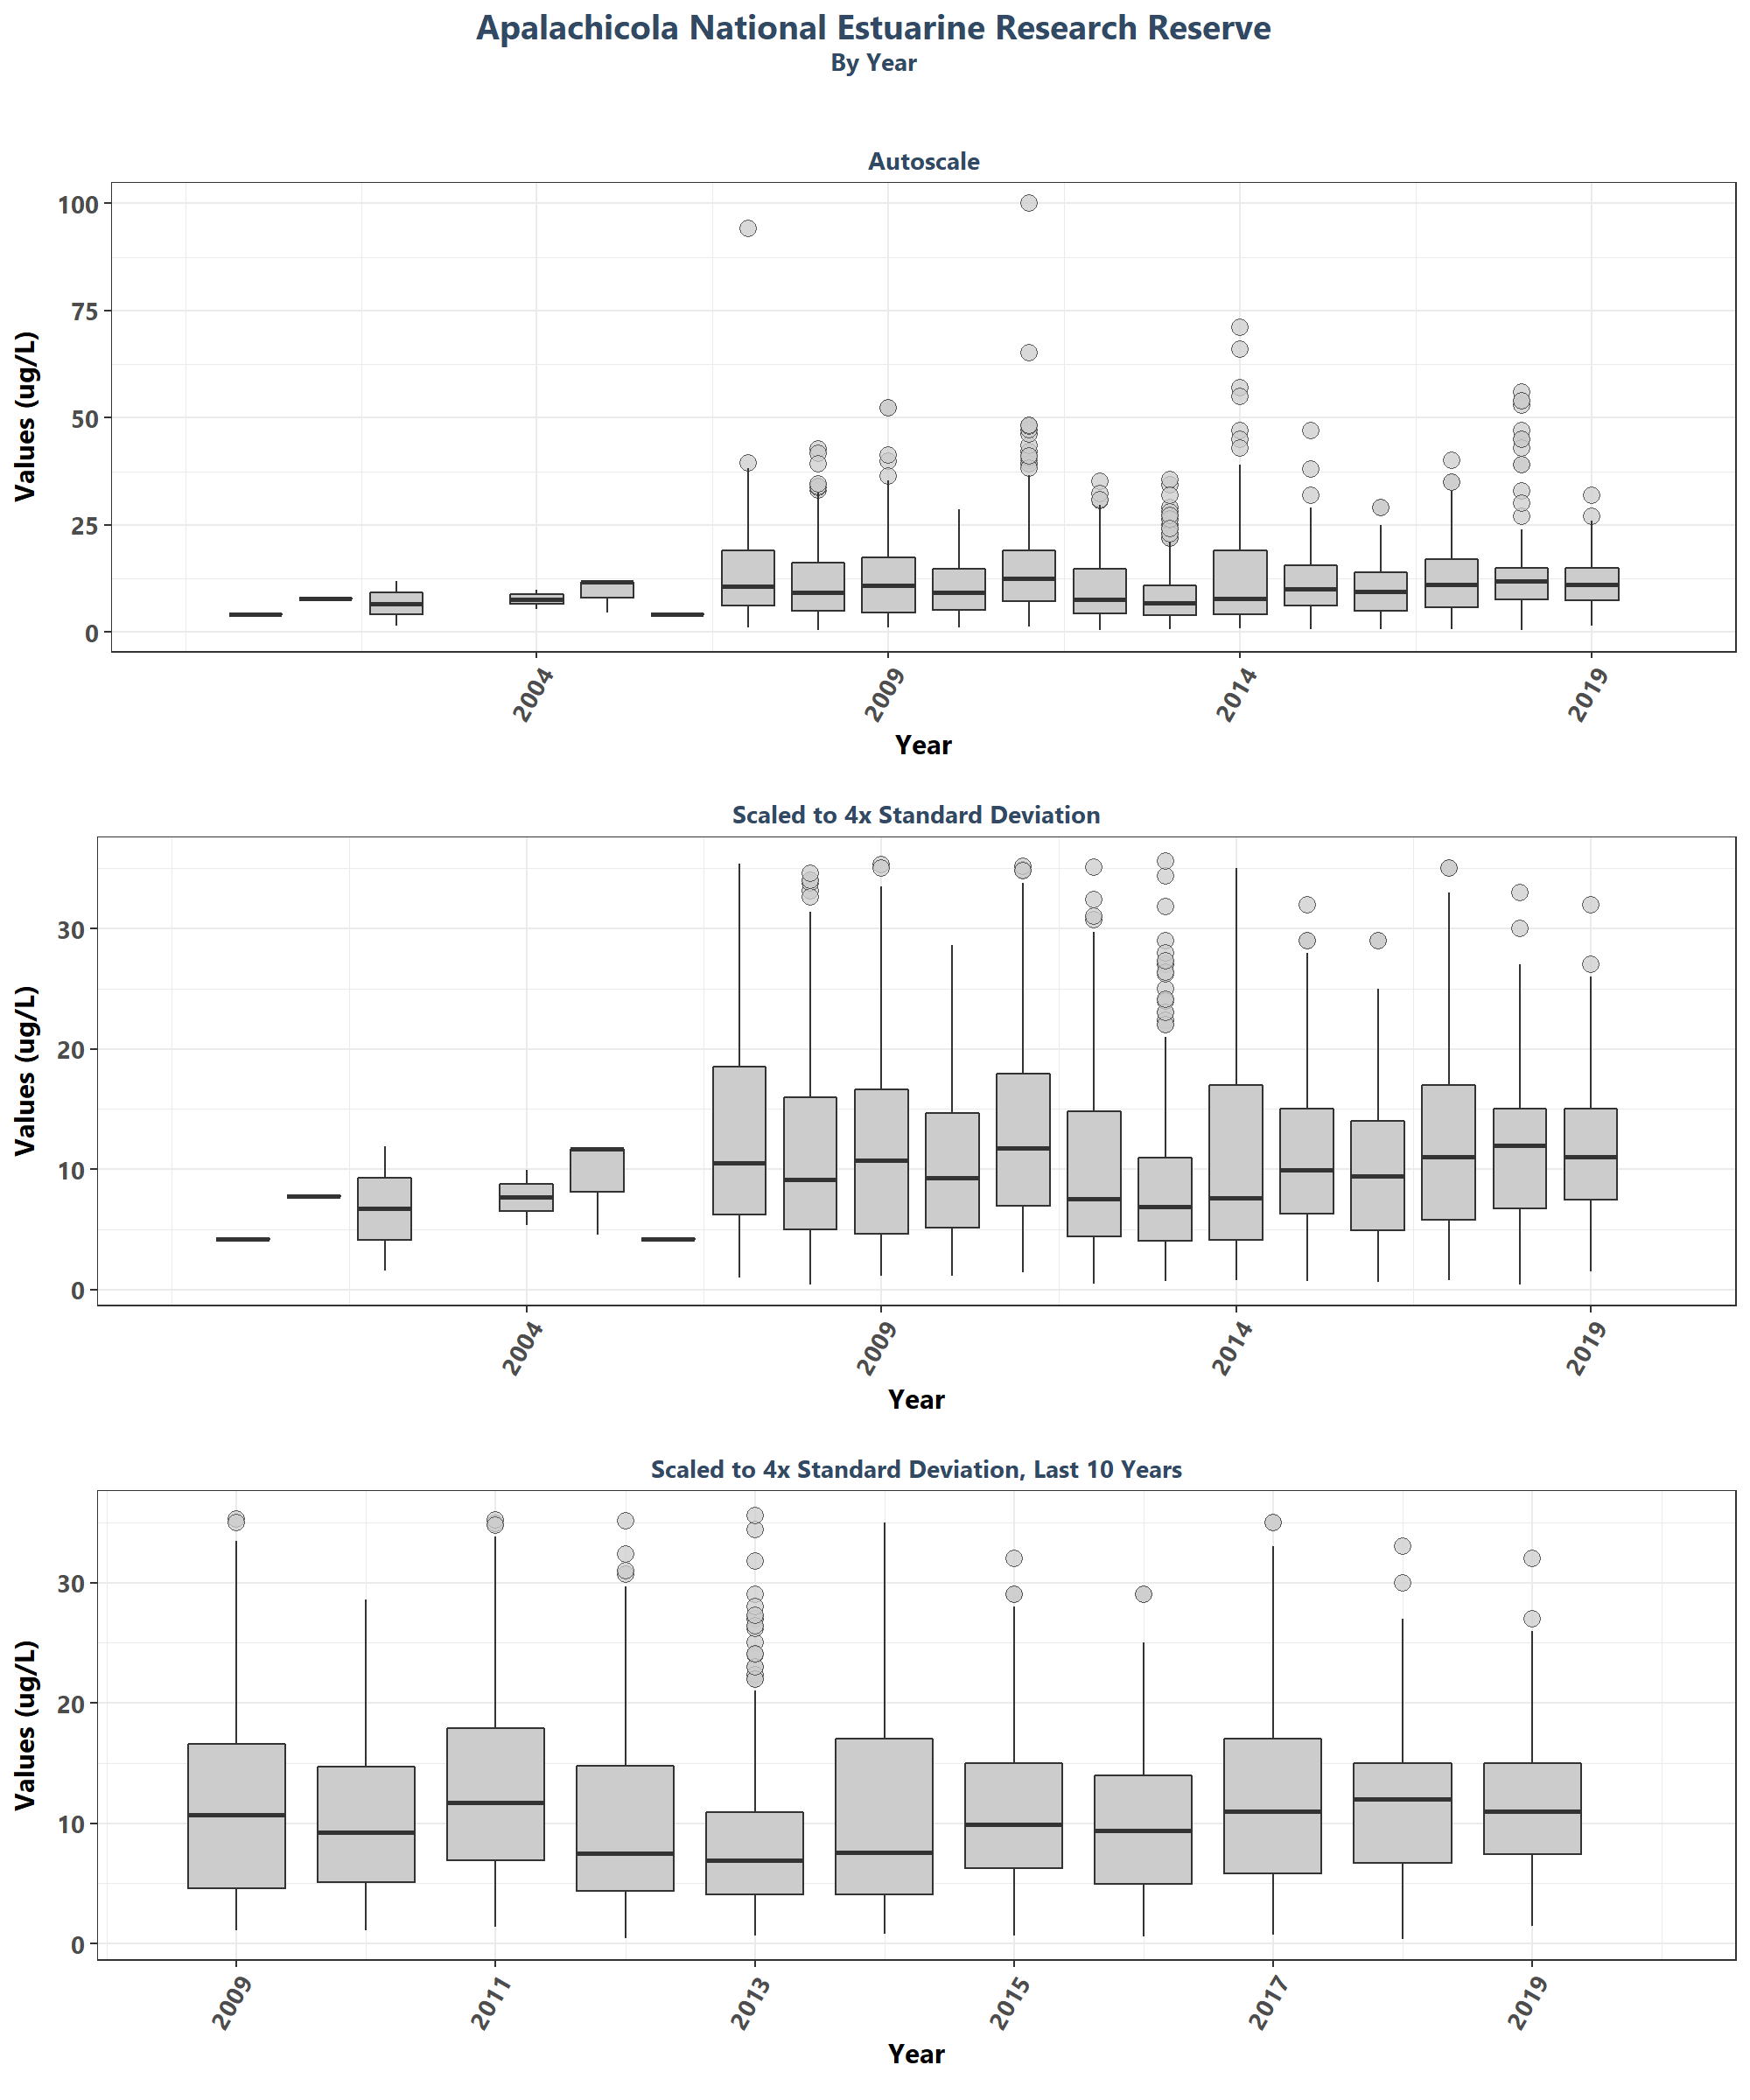 Apalachicola National Estuarine Research Reserve
By Year
Autoscale
Values (ug/L)
100
75
50
25
0
2004 2009 2014 2019
Year
Scaled to 4x Standard Deviation
Values (ug/L)
30
20
10
0
2004 2009 2014 2019
Year
Scaled to 4x Standard Deviation, Last 10 Years
Values (ug/L)
30
20
10
0
2009 2011 2013 2015 2017 2019
Year